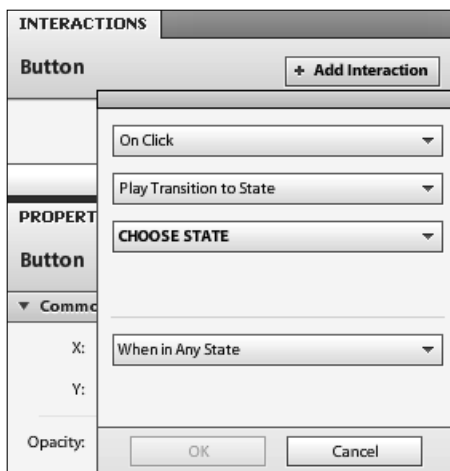 INTERACTIONS
Button
+ Add Interaction
On Click
Play Transition to State
CHOOSE STATE
When in Any State
OK
Cancel
PROPERT
Button
Commo
X:
Y:
Opacity: